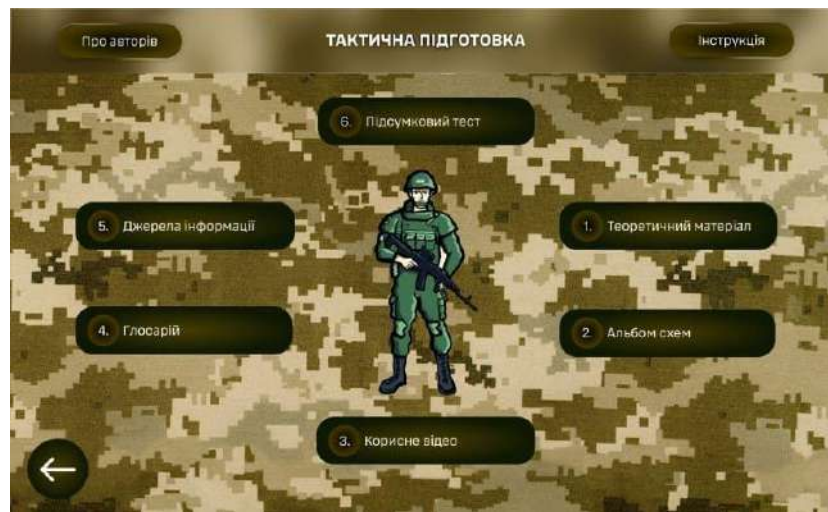 Про авторів
ТАКТИЧНА ПІДГОТОВКА
Інструкція
6. Підсумковий тест
5. Джерела інформації
1. Теоретичний матеріал
4. Глосарій
2. Альбом схем
3. Корисне відео